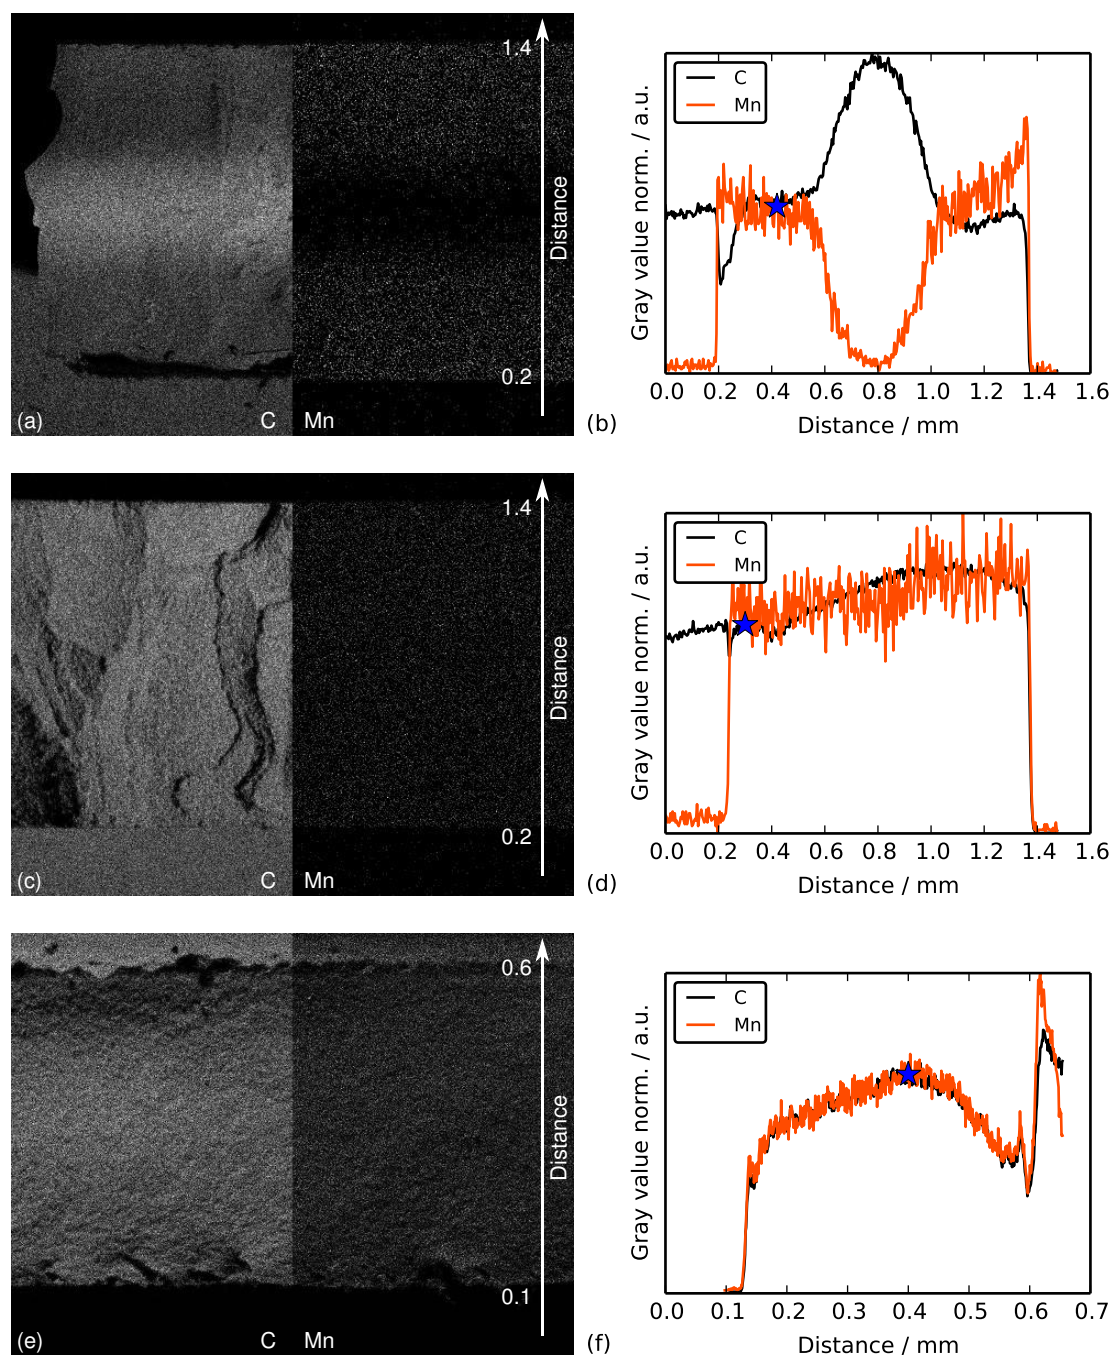 1.4
Distance
0.2
(a)
C
Mn
Gray value norm. / a.u.
C
Mn
0.0 0.2 0.4 0.6 0.8 1.0 1.2 1.4 1.6
Distance / mm
(b)
1.4
Distance
0.2
(c)
C
Mn
Gray value norm. / a.u.
C
Mn
0.0 0.2 0.4 0.6 0.8 1.0 1.2 1.4 1.6
Distance / mm
(d)
0.6
Distance
0.1
(e)
C
Mn
Gray value norm. / a.u.
C
Mn
0.0 0.1 0.2 0.3 0.4 0.5 0.6 0.7
Distance / mm
(f)